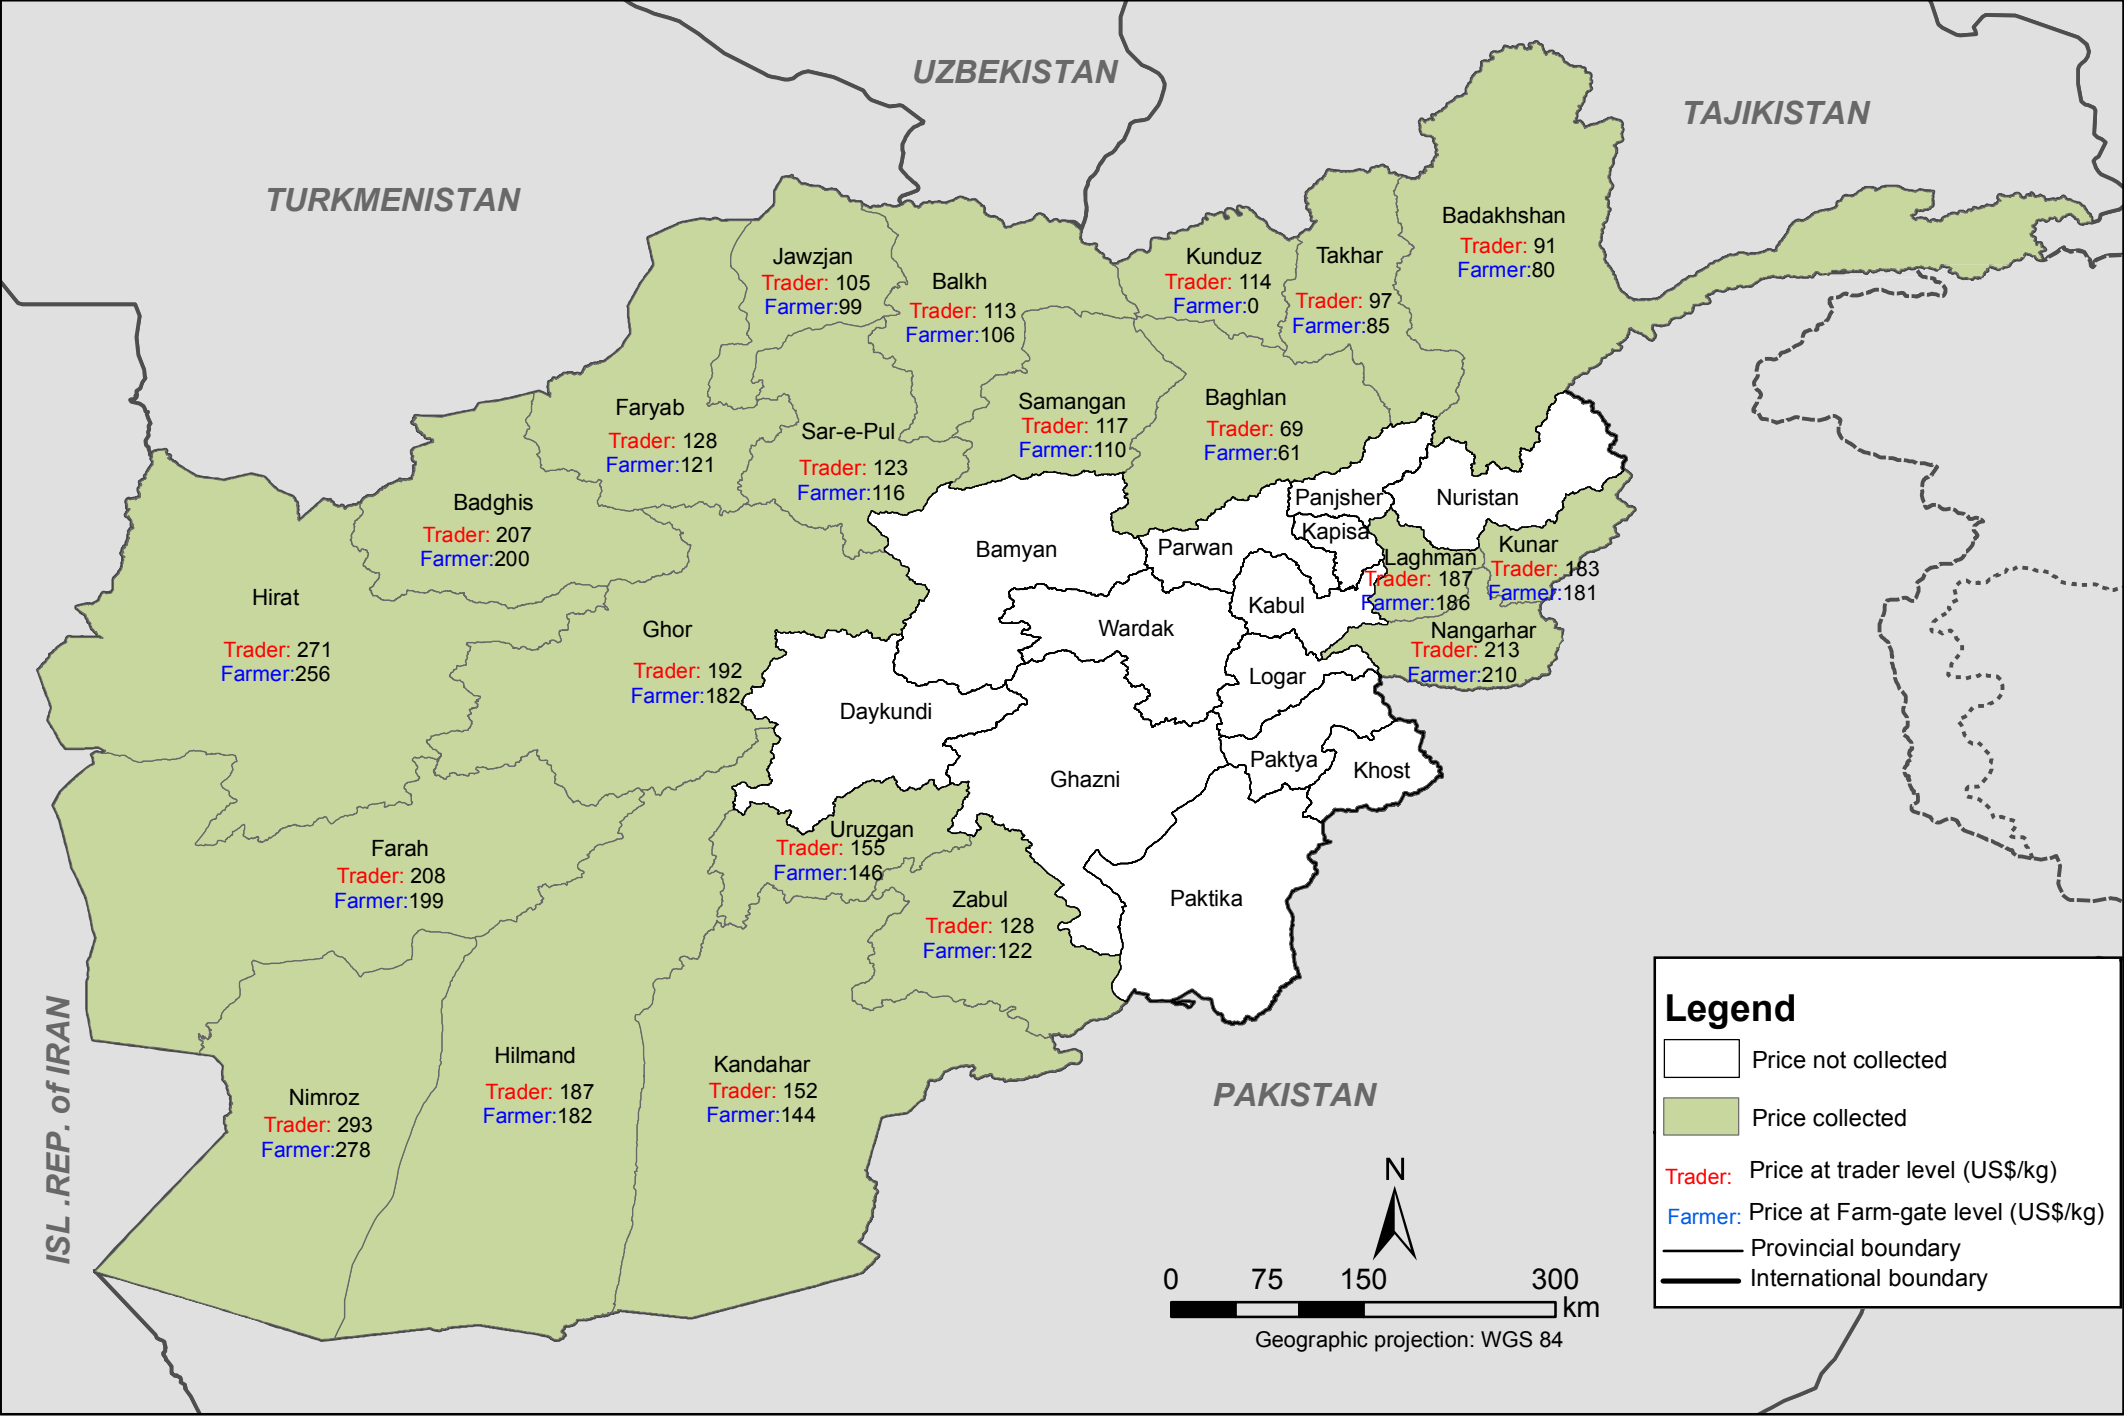 UZBEKISTAN
TAJIKISTAN
TURKMENISTAN
Badakhshan
Trader: 91
Farmer:80
Jawzjan
Trader: 105
Farmer:99
Balkh
Trader: 113
Farmer:106
Kunduz
Trader: 114
Farmer:0
Takhar
Trader: 97
Farmer:85
Faryab
Trader: 128
Farmer:121
Sar-e-Pul
Trader: 123
Farmer:116
Samangan
Trader: 117
Farmer:110
Baghlan
Trader: 69
Farmer:61
Badghis
Trader: 207
Farmer:200
Panjsher
Nuristan
Kapisa
Bamyan
Parwan
Laghman
Trader: 187
Farmer:186
Kunar
Trader: 183
Farmer:181
Hirat
Trader: 271
Farmer:256
Ghor
Trader: 192
Farmer:182
Wardak
Kabul
Nangarhar
Trader: 213
Farmer:210
Logar
Daykundi
Ghazni
Paktya
Khost
Uruzgan
Trader: 155
Farmer:146
Farah
Trader: 208
Farmer:199
Zabul
Trader: 128
Farmer:122
Paktika
Nimroz
Trader: 293
Farmer:278
Hilmand
Trader: 187
Farmer:182
Kandahar
Trader: 152
Farmer:144
ISL .REP. of IRAN
PAKISTAN
N
0 75 150 300
km
Geographic projection: WGS 84
Legend
Price not collected
Price collected
Trader: Price at trader level (US$/kg)
Farmer: Price at Farm-gate level (US$/kg)
Provincial boundary
International boundary